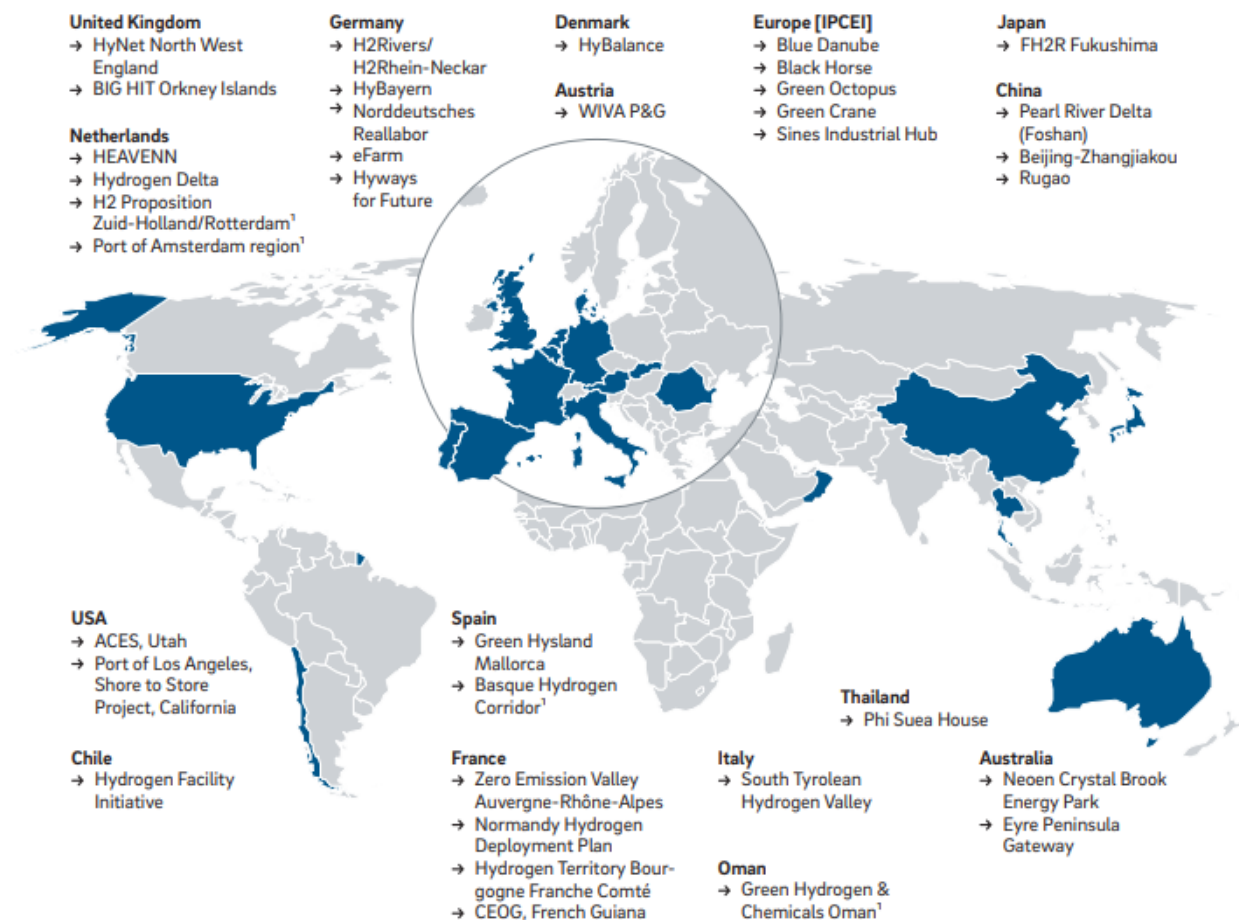 United Kingdom
→ HyNet North West
England
→ BIG HIT Orkney Islands
Netherlands
→ HEAVENN
→ Hydrogen Delta
→ H2 Proposition
Zuid-Holland/Rotterdam¹
→ Port of Amsterdam region¹
Germany
→ H2Rivers/
H2Rhein-Neckar
→ HyBayern
→ Norddeutsches
Reallabor
→ eFarm
→ Hyways
for Future
Denmark
→ HyBalance
Austria
→ WIVA P&G
Europe [IPCEI]
→ Blue Danube
→ Black Horse
→ Green Octopus
→ Green Crane
→ Sines Industrial Hub
Japan
→ FH2R Fukushima
China
→ Pearl River Delta
(Foshan)
→ Beijing-Zhangjiakou
→ Rugao
USA
→ ACES, Utah
→ Port of Los Angeles,
Shore to Store
Project, California
Chile
→ Hydrogen Facility
Initiative
Spain
→ Green Hysland
Mallorca
→ Basque Hydrogen
Corridor¹
France
→ Zero Emission Valley
Auvergne-Rhône-Alpes
→ Normandy Hydrogen
Deployment Plan
→ Hydrogen Territory Bour-
gogne Franche Comté
→ CEOG, French Guiana
Italy
→ South Tyrolean
Hydrogen Valley
Oman
→ Green Hydrogen &
Chemicals Oman¹
Thailand
→ Phi Suea House
Australia
→ Neoen Crystal Brook
Energy Park
→ Eyre Peninsula
Gateway